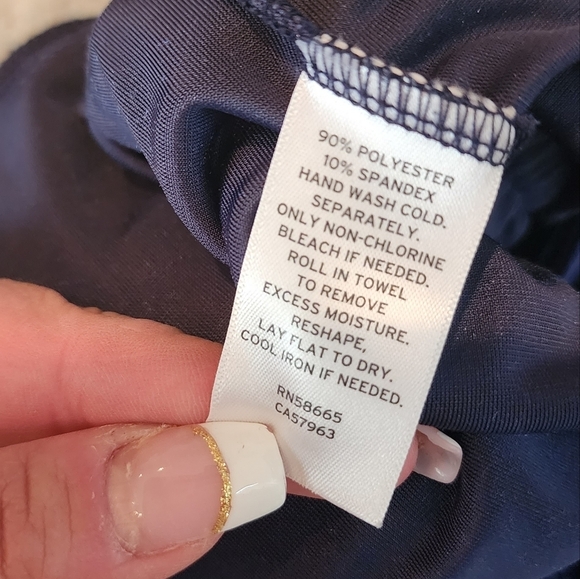 90% POLYESTER
10% SPANDEX
HAND WASH COLD.
SEPARATELY.
ONLY NON-CHLORINE
BLEACH IF NEEDED.
ROLL IN TOWEL
TO REMOVE
EXCESS MOISTURE.
RESHAPE,
LAY FLAT TO DRY.
COOL IRON IF NEEDED.
RN58665
CA57963